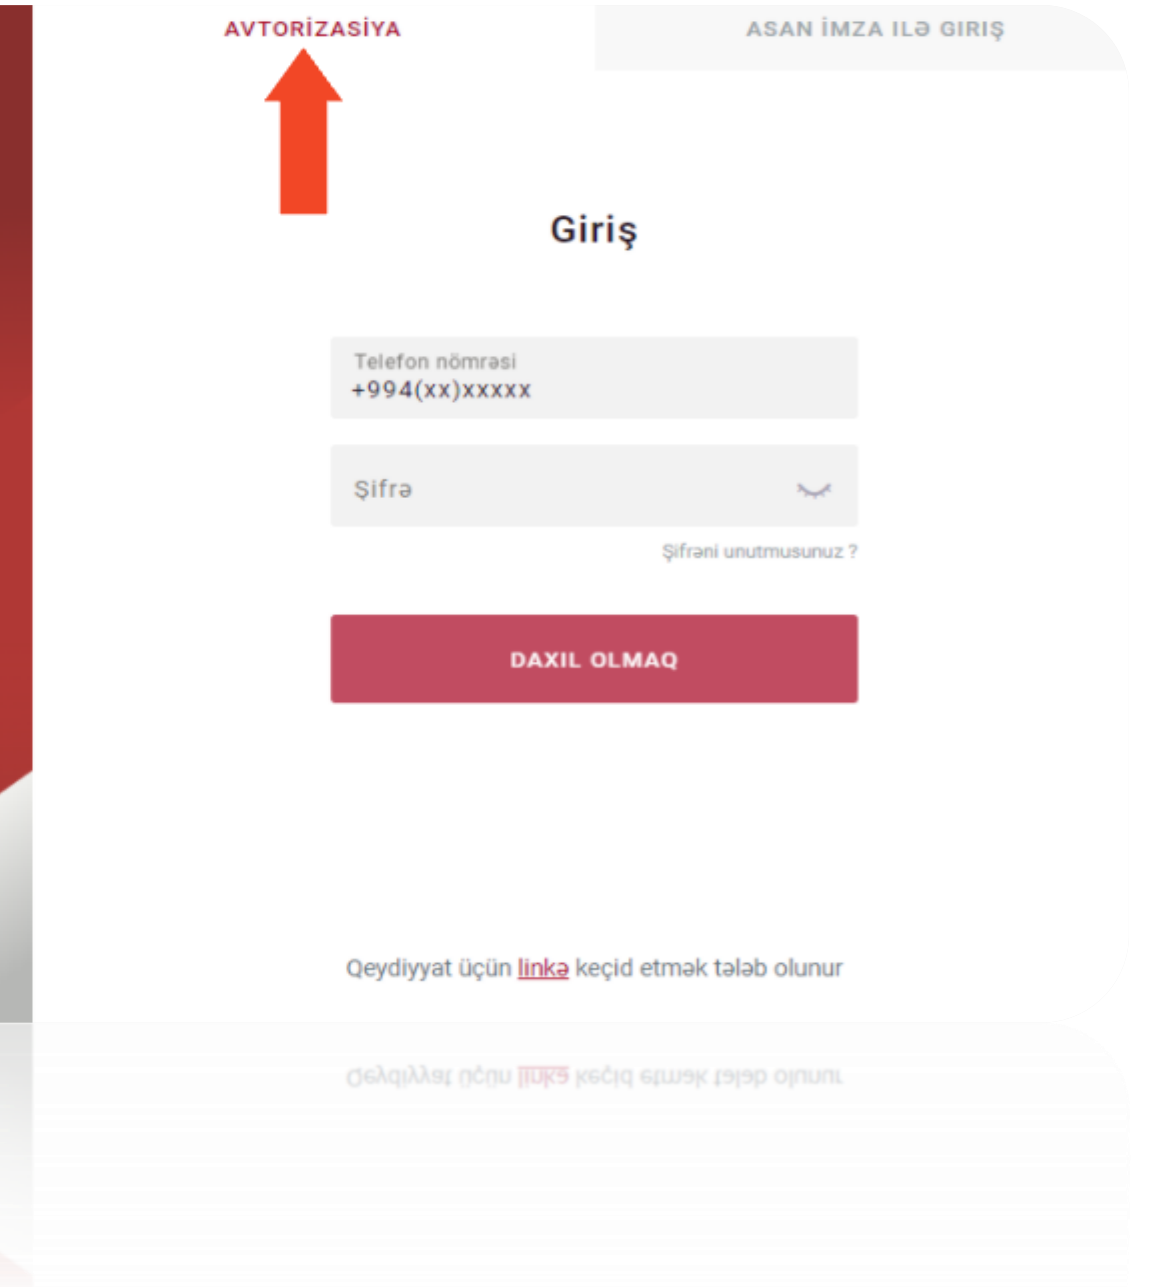 AVTORİZASİYA
ASAN İMZA ILƏ GIRIŞ
Giriş
Telefon nömrəsi
+994(xx)xxxxx
Şifrə
Şifrəni unutmusunuz ?
DAXIL OLMAQ
Qeydiyyat üçün linkə keçid etmək tələb olunur